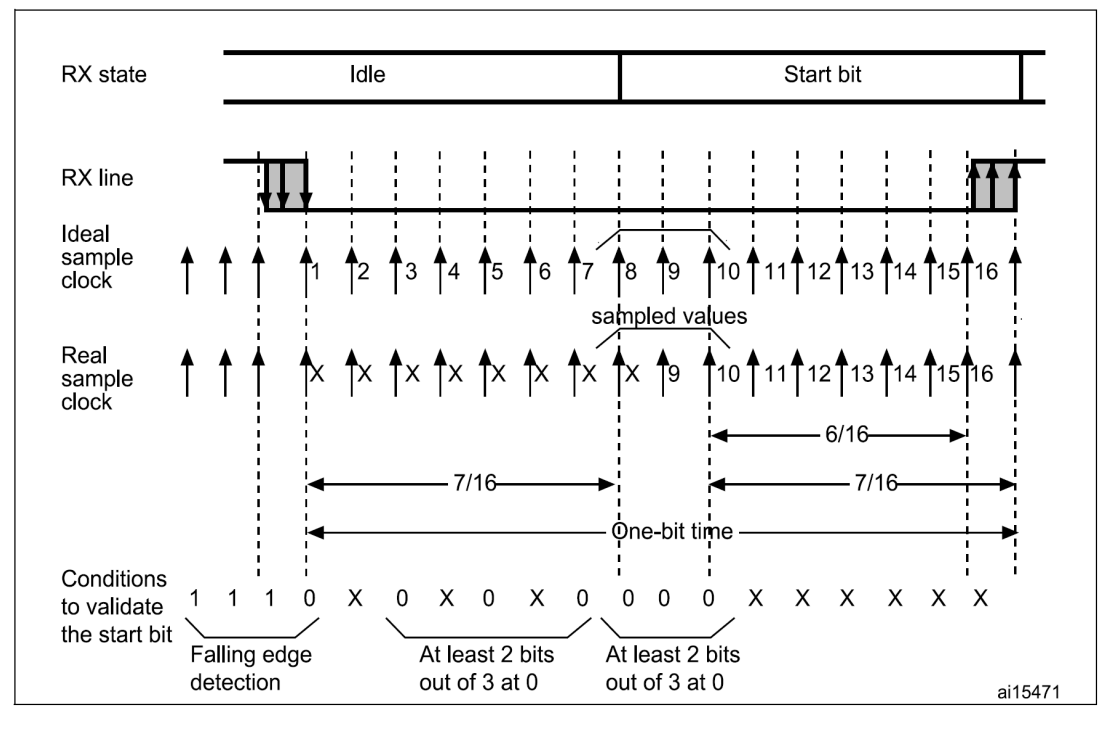 RX state
Idle
Start bit
RX line
Ideal
sample
clock
1 2 3 4 5 6 7 8 9 10 11 12 13 14 15 16
sampled values
Real
sample
clock
X X X X X X X X 9 10 11 12 13 14 15 16
6/16
7/16
7/16
One-bit time
Conditions
to validate
the start bit
1 1 1 0 X 0 X 0 X 0 0 0 0 X X X X X X
Falling edge
detection
At least 2 bits
out of 3 at 0
At least 2 bits
out of 3 at 0
ai15471